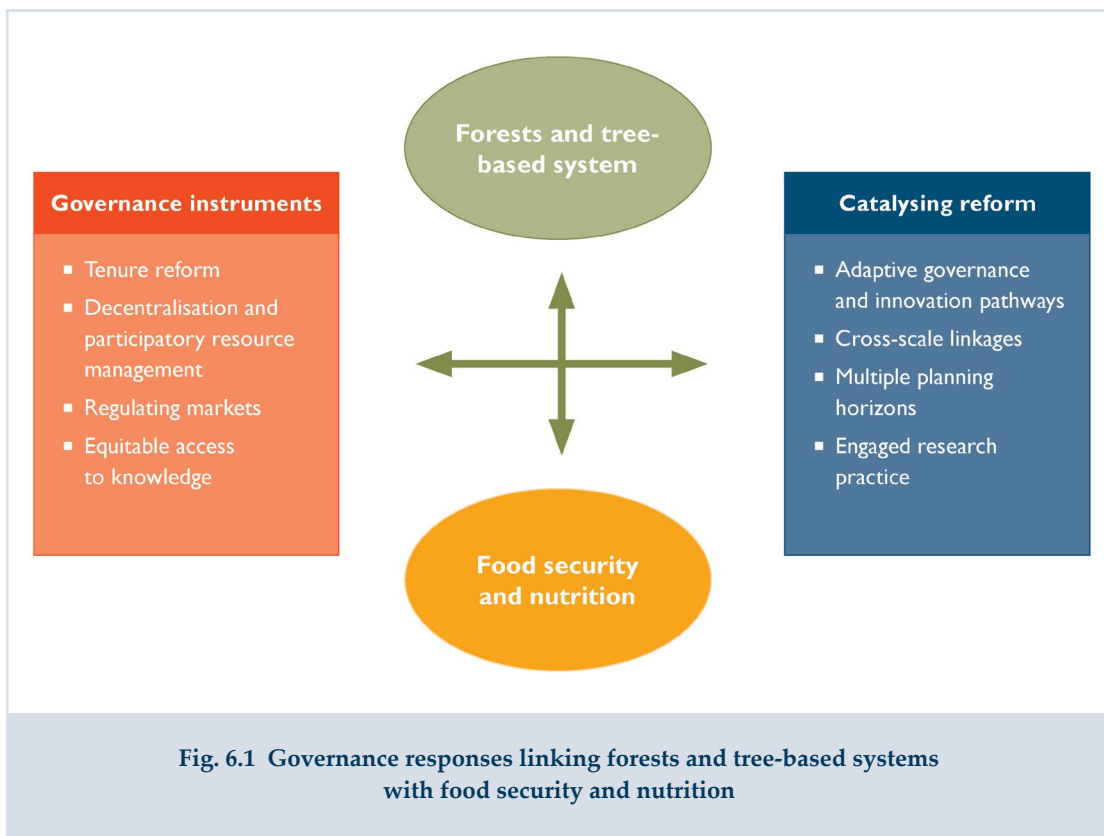 Forests and tree-
based system
Governance instruments
▪ Tenure reform
▪ Decentralisation and
participatory resource
management
▪ Regulating markets
▪ Equitable access
to knowledge
Catalysing reform
▪ Adaptive governance
and innovation pathways
▪ Cross-scale linkages
▪ Multiple planning
horizons
▪ Engaged research
practice
Food security
and nutrition
Fig. 6.1 Governance responses linking forests and tree-based systems
with food security and nutrition